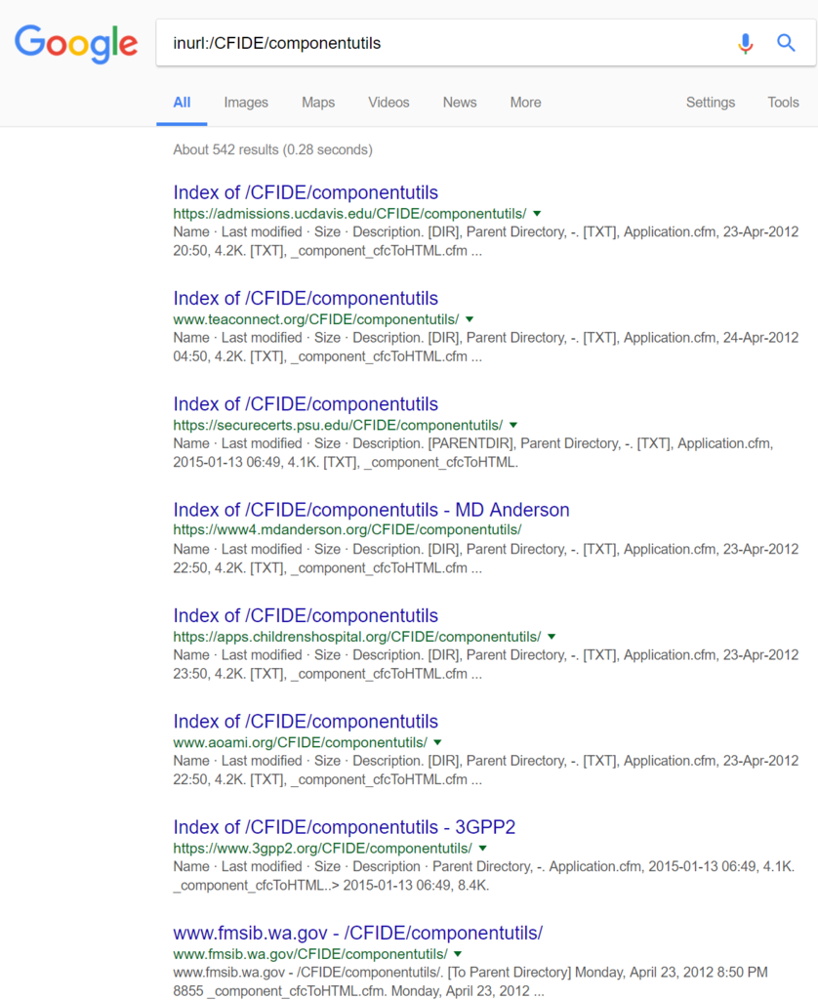 Google
inurl:/CFIDE/componentutils
All Images Maps Videos News More Settings Tools
About 542 results (0.28 seconds)
Index of /CFIDE/componentutils
https://admissions.ucdavis.edu/CFIDE/componentutils/
Name · Last modified · Size · Description. [DIR], Parent Directory, -. [TXT], Application.cfm, 23-Apr-2012
20:50, 4.2K. [TXT], _component_cfcToHTML.cfm ...
Index of /CFIDE/componentutils
www.teaconnect.org/CFIDE/componentutils/
Name · Last modified · Size · Description. [DIR], Parent Directory, -. [TXT], Application.cfm, 24-Apr-2012
04:50, 4.2K. [TXT], _component_cfcToHTML.cfm ...
Index of /CFIDE/componentutils
https://securecerts.psu.edu/CFIDE/componentutils/
Name · Last modified · Size · Description. [PARENTDIR], Parent Directory, -. [TXT], Application.cfm,
2015-01-13 06:49, 4.1K. [TXT], _component_cfcToHTML.
Index of /CFIDE/componentutils - MD Anderson
https://www4.mdanderson.org/CFIDE/componentutils/
Name · Last modified · Size · Description. [DIR], Parent Directory, -. [TXT], Application.cfm, 23-Apr-2012
22:50, 4.2K. [TXT], _component_cfcToHTML.cfm ...
Index of /CFIDE/componentutils
https://apps.childrenshospital.org/CFIDE/componentutils/
Name · Last modified · Size · Description. [DIR], Parent Directory, -. [TXT], Application.cfm, 23-Apr-2012
23:50, 4.2K. [TXT], _component_cfcToHTML.cfm ...
Index of /CFIDE/componentutils
www.aoami.org/CFIDE/componentutils/
Name · Last modified · Size · Description. [DIR], Parent Directory, -. [TXT], Application.cfm, 23-Apr-2012
22:50, 4.2K. [TXT], _component_cfcToHTML.cfm ...
Index of /CFIDE/componentutils - 3GPP2
https://www.3gpp2.org/CFIDE/componentutils/
Name · Last modified · Size · Description · Parent Directory, -. Application.cfm, 2015-01-13 06:49, 4.1K.
_component_cfcToHTML..> 2015-01-13 06:49, 8.4K.
www.fmsib.wa.gov - /CFIDE/componentutils/
www.fmsib.wa.gov/CFIDE/componentutils/
www.fmsib.wa.gov - /CFIDE/componentutils/. [To Parent Directory] Monday, April 23, 2012 8:50 PM
8855 _component_cfcToHTML.cfm. Monday, April 23, 2012 ...